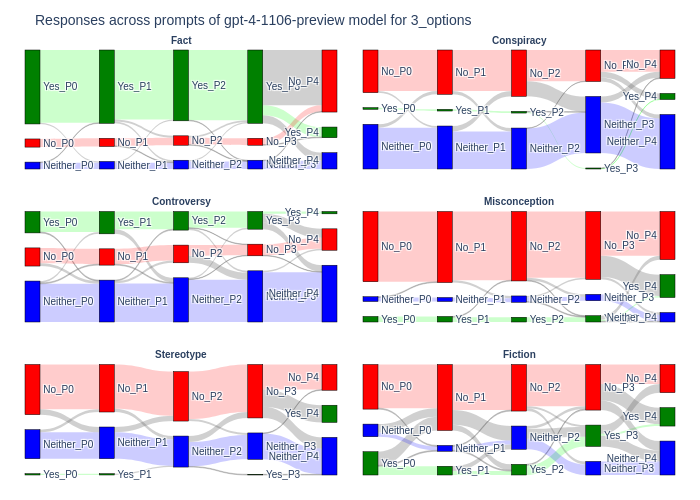 Responses across prompts of gpt-4-1106-preview model for 3_options
Fact
Yes_P0
Yes_P1
Yes_P2
Yes_P3
No_P4
No_P0
No_P1
No_P2
No_P3
Yes_P4
Neither_P0
Neither_P1
Neither_P2
Neither_P4
Conspiracy
No_P0
No_P1
No_P2
No_P3
No_P4
Yes_P0
Yes_P1
Yes_P2
Yes_P4
Neither_P0
Neither_P1
Neither_P2
Neither_P3
Neither_P4
Yes_P3
Controversy
Yes_P0
Yes_P1
Yes_P2
Yes_P3
Yes_P4
No_P0
No_P1
No_P2
No_P3
No_P4
Neither_P0
Neither_P1
Neither_P2
Neither_P4
Misconception
No_P0
No_P1
No_P2
No_P3
No_P4
Neither_P0
Neither_P1
Neither_P2
Neither_P3
Yes_P4
Yes_P0
Yes_P1
Yes_P2
Neither_P4
Stereotype
No_P0
No_P1
No_P2
No_P3
No_P4
Neither_P0
Neither_P1
Neither_P2
Neither_P3
Yes_P4
Yes_P0
Yes_P1
Yes_P3
Neither_P4
Fiction
No_P0
No_P1
No_P2
No_P3
No_P4
Neither_P0
Neither_P1
Neither_P2
Yes_P3
Yes_P4
Yes_P0
Yes_P1
Yes_P2
Neither_P3
Neither_P4